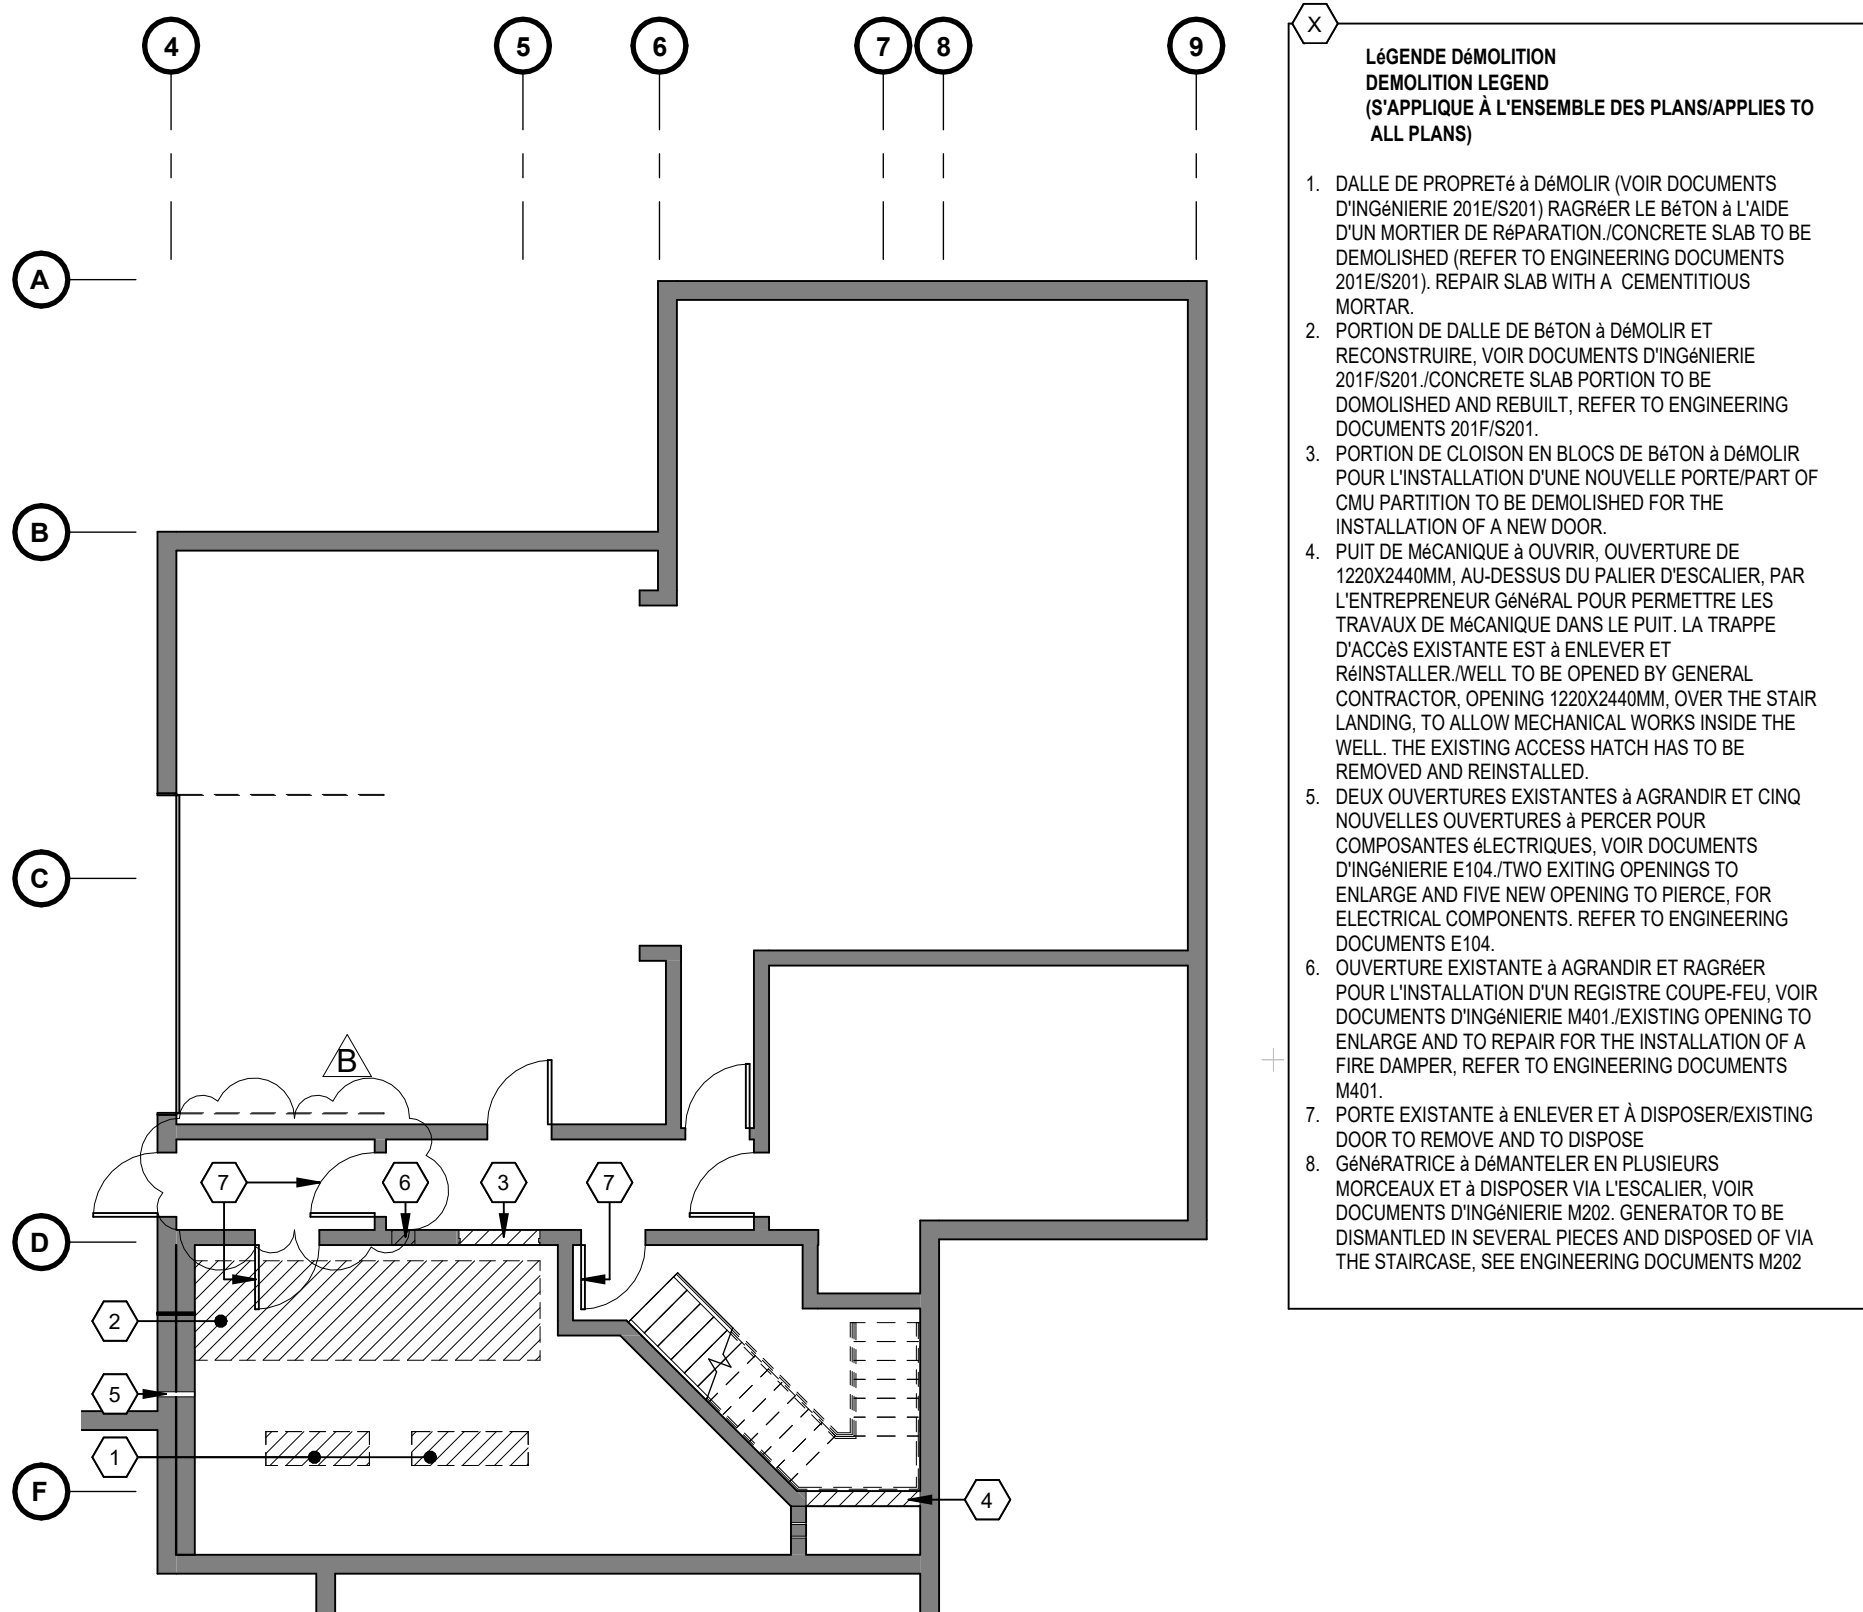 4
5
6
7
8
9
A
B
C
D
F
B
7
6
3
7
2
5
1
4
X
LéGENDE DéMOLITION
DEMOLITION LEGEND
(S'APPLIQUE À L'ENSEMBLE DES PLANS/APPLIES TO
ALL PLANS)
1. DALLE DE PROPRETé à DéMOLIR (VOIR DOCUMENTS
D'INGéNIERIE 201E/S201) RAGRéER LE BéTON à L'AIDE
D'UN MORTIER DE RéPARATION./CONCRETE SLAB TO BE
DEMOLISHED (REFER TO ENGINEERING DOCUMENTS
201E/S201). REPAIR SLAB WITH A CEMENTITIOUS
MORTAR.
2. PORTION DE DALLE DE BéTON à DéMOLIR ET
RECONSTRUIRE, VOIR DOCUMENTS D'INGéNIERIE
201F/S201./CONCRETE SLAB PORTION TO BE
DOMOLISHED AND REBUILT, REFER TO ENGINEERING
DOCUMENTS 201F/S201.
3. PORTION DE CLOISON EN BLOCS DE BéTON à DéMOLIR
POUR L'INSTALLATION D'UNE NOUVELLE PORTE/PART OF
CMU PARTITION TO BE DEMOLISHED FOR THE
INSTALLATION OF A NEW DOOR.
4. PUIT DE MéCANIQUE à OUVRIR, OUVERTURE DE
1220X2440MM, AU-DESSUS DU PALIER D'ESCALIER, PAR
L'ENTREPRENEUR GéNéRAL POUR PERMETTRE LES
TRAVAUX DE MéCANIQUE DANS LE PUIT. LA TRAPPE
D'ACCèS EXISTANTE EST à ENLEVER ET
RéINSTALLER./WELL TO BE OPENED BY GENERAL
CONTRACTOR, OPENING 1220X2440MM, OVER THE STAIR
LANDING, TO ALLOW MECHANICAL WORKS INSIDE THE
WELL. THE EXISTING ACCESS HATCH HAS TO BE
REMOVED AND REINSTALLED.
5. DEUX OUVERTURES EXISTANTES à AGRANDIR ET CINQ
NOUVELLES OUVERTURES à PERCER POUR
COMPOSANTES éLECTRIQUES, VOIR DOCUMENTS
D'INGéNIERIE E104./TWO EXITING OPENINGS TO
ENLARGE AND FIVE NEW OPENING TO PIERCE, FOR
ELECTRICAL COMPONENTS. REFER TO ENGINEERING
DOCUMENTS E104.
6. OUVERTURE EXISTANTE à AGRANDIR ET RAGRéER
POUR L'INSTALLATION D'UN REGISTRE COUPE-FEU, VOIR
DOCUMENTS D'INGéNIERIE M401./EXISTING OPENING TO
ENLARGE AND TO REPAIR FOR THE INSTALLATION OF A
FIRE DAMPER, REFER TO ENGINEERING DOCUMENTS
M401.
7. PORTE EXISTANTE à ENLEVER ET À DISPOSER/EXISTING
DOOR TO REMOVE AND TO DISPOSE
8. GéNéRATRICE à DéMANTELER EN PLUSIEURS
MORCEAUX ET à DISPOSER VIA L'ESCALIER, VOIR
DOCUMENTS D'INGéNIERIE M202. GENERATOR TO BE
DISMANTLED IN SEVERAL PIECES AND DISPOSED OF VIA
THE STAIRCASE, SEE ENGINEERING DOCUMENTS M202